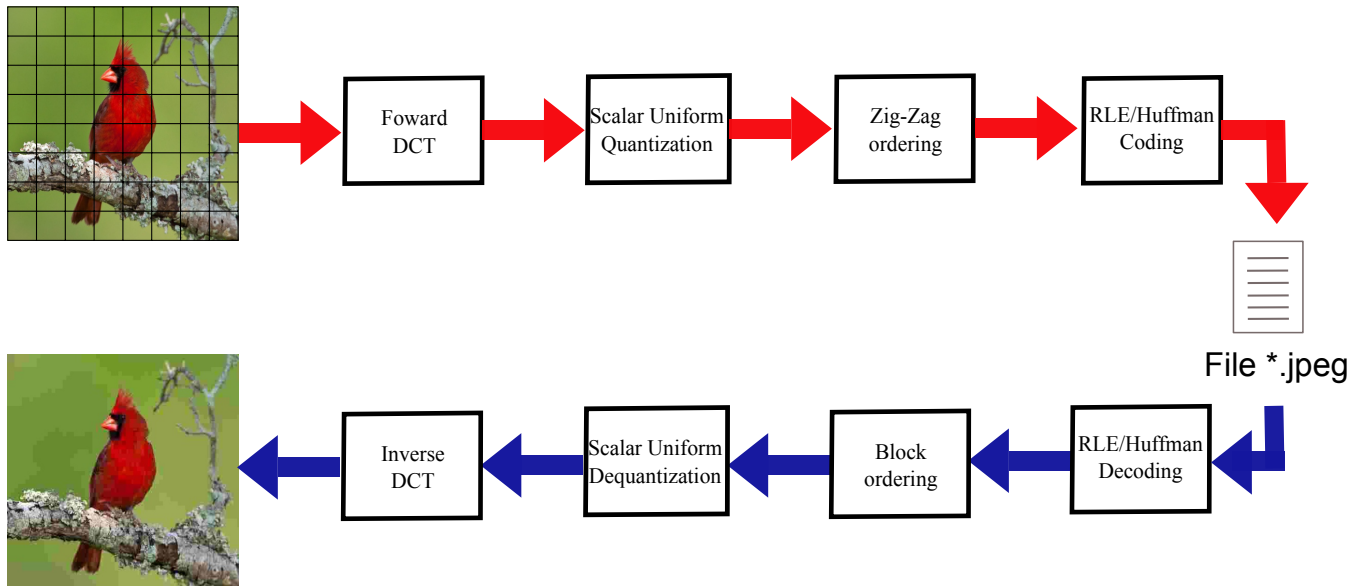 Foward
DCT
Scalar Uniform
Quantization
Zig-Zag
ordering
RLE/Huffman
Coding
File *.jpeg
Inverse
DCT
Scalar Uniform
Dequantization
Block
ordering
RLE/Huffman
Decoding